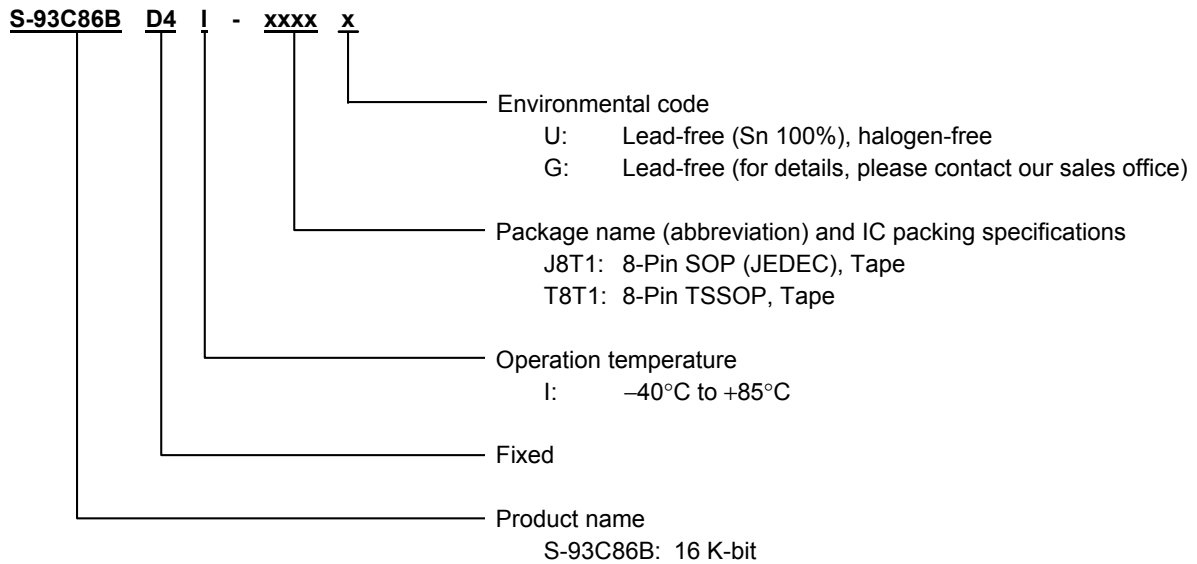 S-93C86B D4 I - xxxx x
Environmental code
U: Lead-free (Sn 100%), halogen-free
G: Lead-free (for details, please contact our sales office)
Package name (abbreviation) and IC packing specifications
J8T1: 8-Pin SOP (JEDEC), Tape
T8T1: 8-Pin TSSOP, Tape
Operation temperature
I: −40°C to +85°C
Fixed
Product name
S-93C86B: 16 K-bit